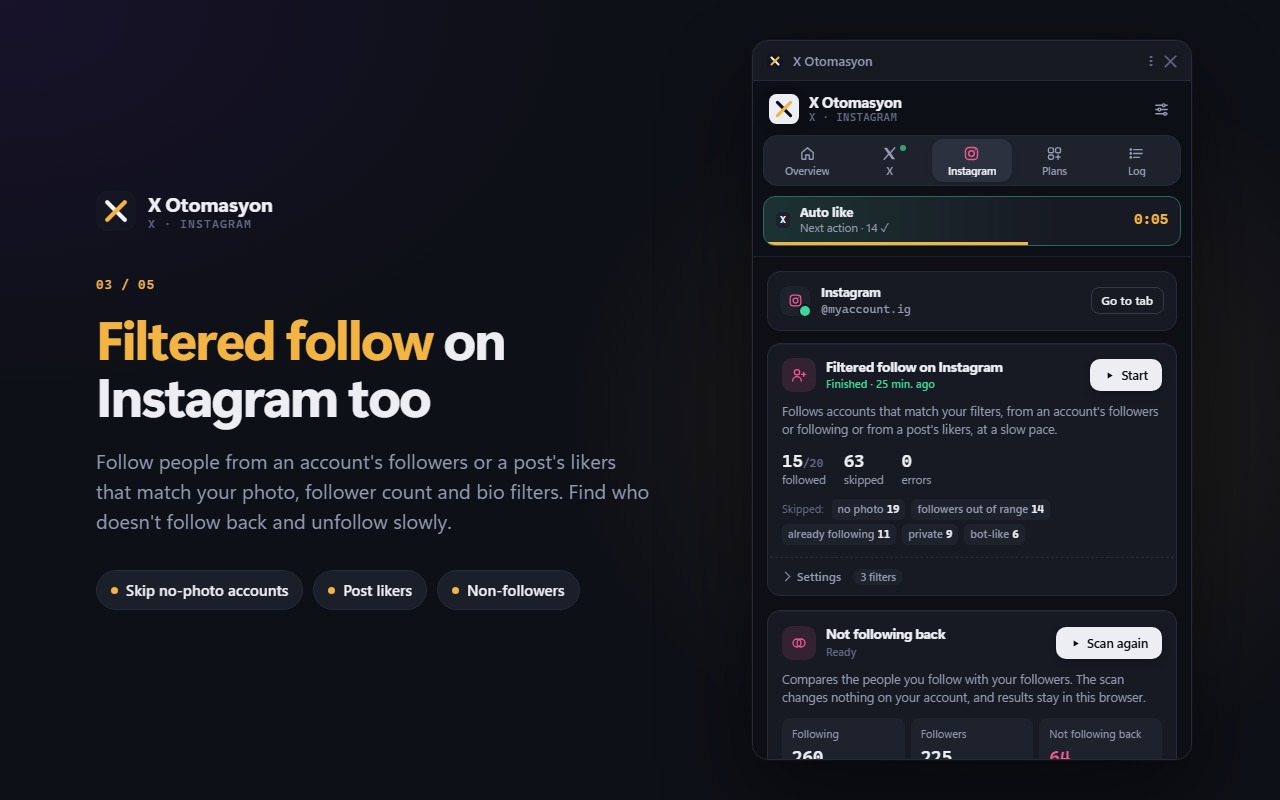 X Otomasyon
X · INSTAGRAM
03 / 05
Filtered follow on
Instagram too
Follow people from an account's followers or a post's likers
that match your photo, follower count and bio filters. Find who
doesn't follow back and unfollow slowly.
Skip no-photo accounts
Post likers
Non-followers
X Otomasyon
X Otomasyon
X · INSTAGRAM
Overview
X
Instagram
Plans
Log
X
Auto like
Next action · 14 ✓
0:05
Instagram
@myaccount.ig
Go to tab
Filtered follow on Instagram
Finished · 25 min. ago
Start
Follows accounts that match your filters, from an account's followers
or following or from a post's likers, at a slow pace.
15/20 63 0
followed skipped errors
Skipped: no photo 19 followers out of range 14
already following 11 private 9 bot-like 6
Settings 3 filters
Not following back
Ready
Scan again
Compares the people you follow with your followers. The scan
changes nothing on your account, and results stay in this browser.
Following Followers Not following back
260 225 64